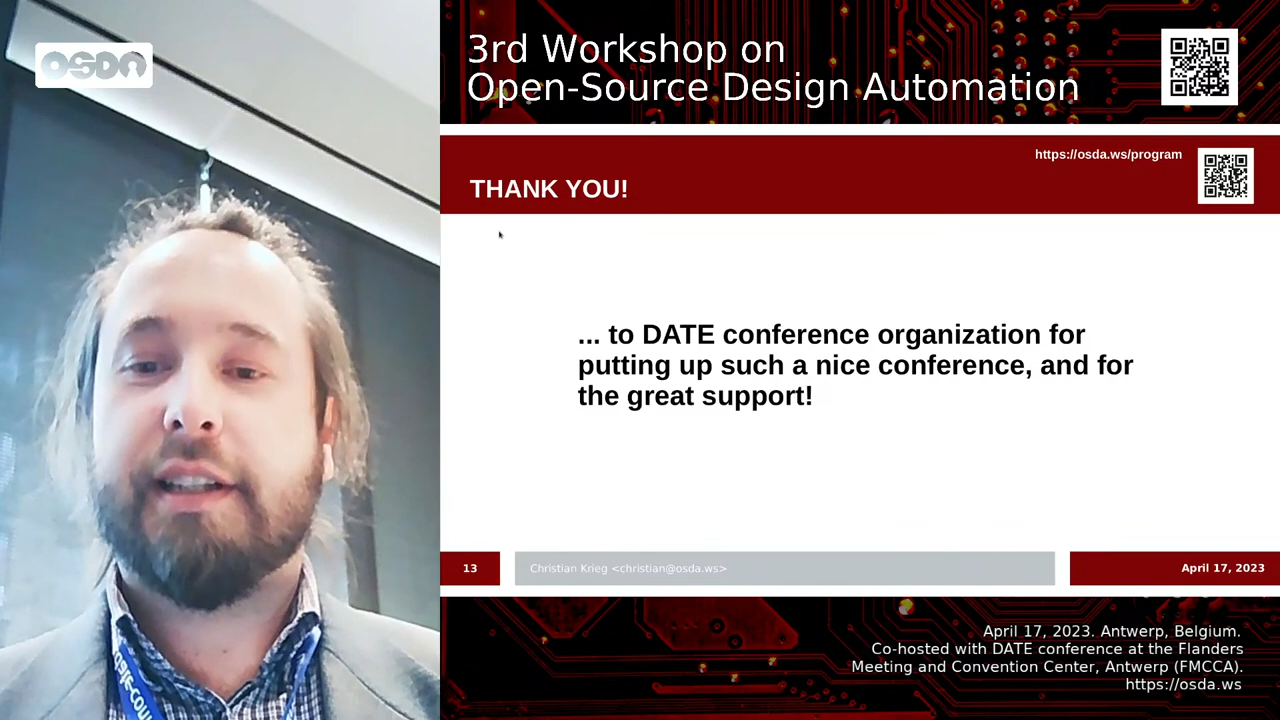 OSDA
3rd Workshop on
Open-Source Design Automation
https://osda.ws/program
THANK YOU!
... to DATE conference organization for
putting up such a nice conference, and for
the great support!
13
Christian Krieg <christian@osda.ws>
April 17, 2023
April 17, 2023. Antwerp, Belgium.
Co-hosted with DATE conference at the Flanders
Meeting and Convention Center, Antwerp (FMCCA).
https://osda.ws